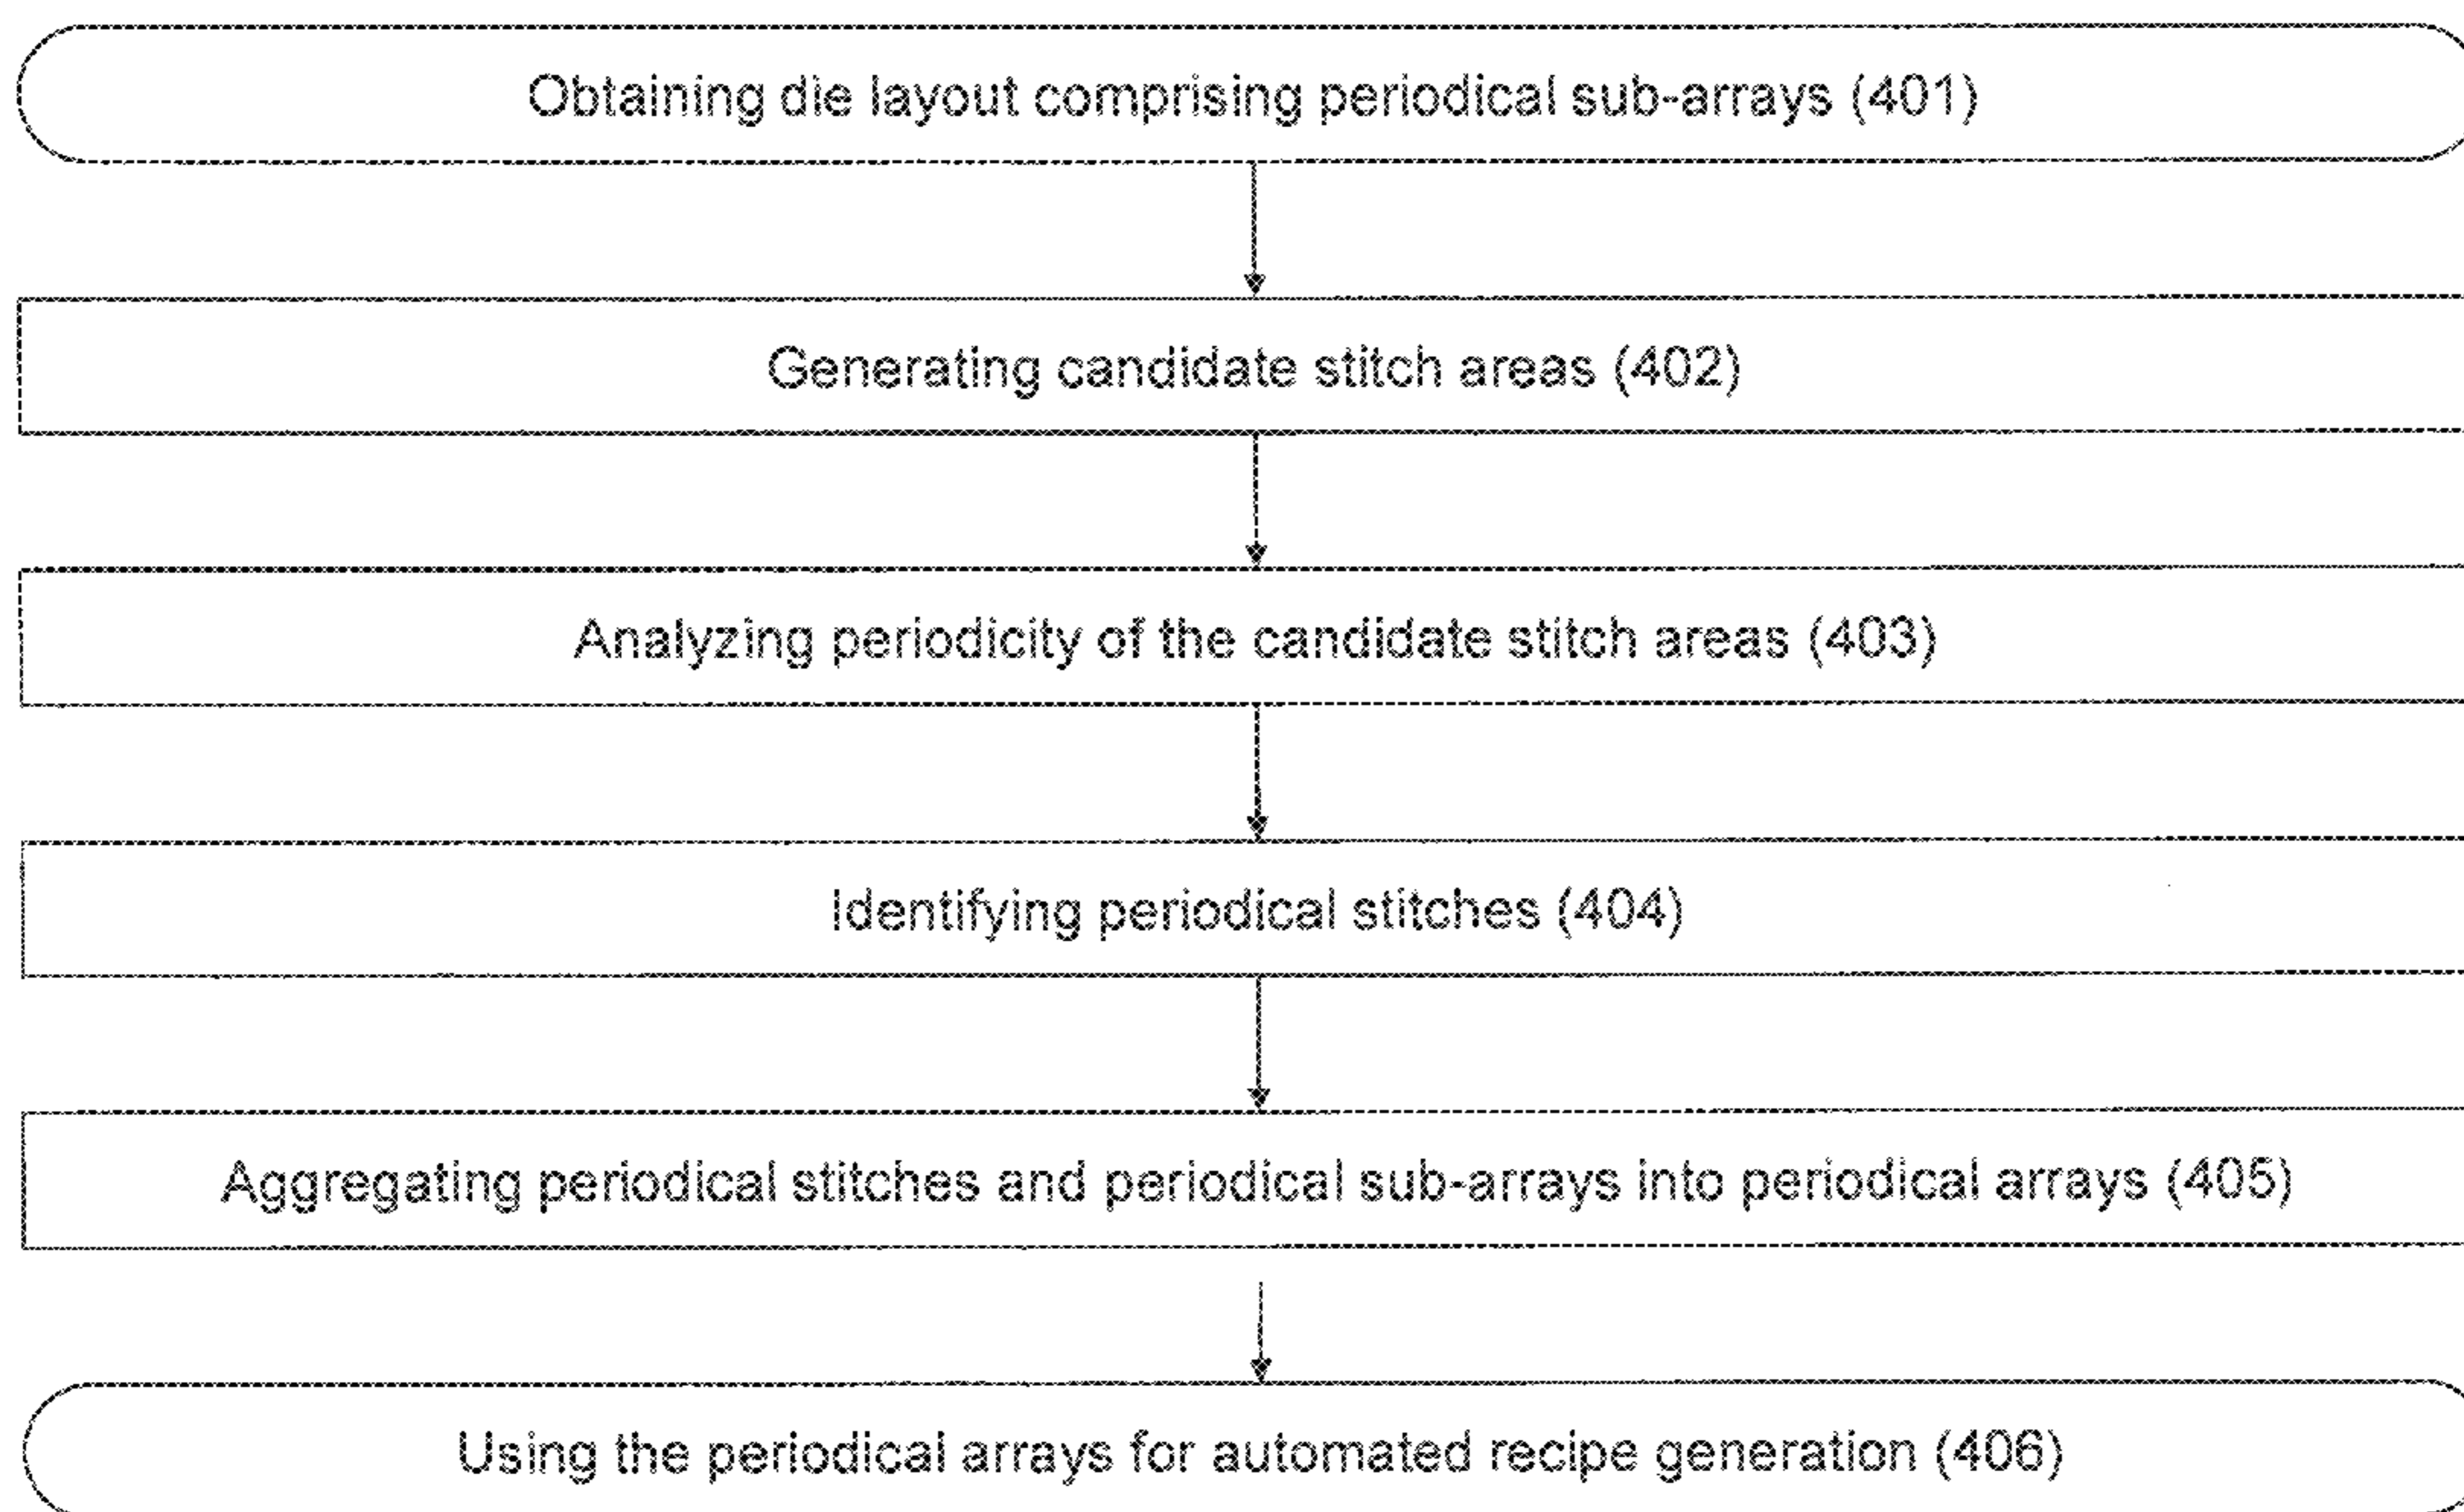 Obtaining die layout comprising periodical sub-arrays (401)
Generating candidate stitch areas (402)
Analyzing periodicity of the candidate stitch areas (403)
Identifying periodical stitches (404)
Aggregating periodical stitches and periodical sub-arrays into periodical arrays (405)
Using the periodical arrays for automated recipe generation (406)